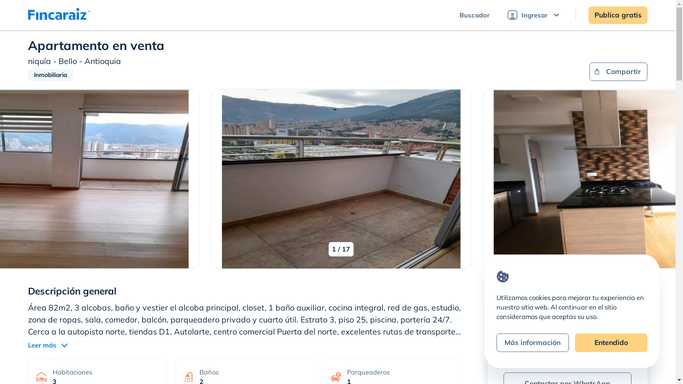 Fincaraiz
Buscador
Ingresar
Publica gratis
Apartamento en venta
niquía - Bello - Antioquia
Inmobiliaria
Compartir
1 / 17
Descripción general
Área 82m2, 3 alcobas, baño y vestier el alcoba principal, closet, 1 baño auxiliar, cocina integral, red de gas, estudio,
zona de ropas, sala, comedor, balcón, parqueadero privado y cuarto útil. Estrato 3, piso 25, piscina, portería 24/7.
Cerca a la autopista norte, tiendas D1, Autolarte, centro comercial Puerta del norte, excelentes rutas de transporte...
Leer más
Habitaciones
3
Baños
2
Parqueaderos
1
Utilizamos cookies para mejorar tu experiencia en
nuestro sitio web. Al continuar en el sitio
consideramos que aceptas su uso.
Más información
Entendido
Contactar por WhatsApp